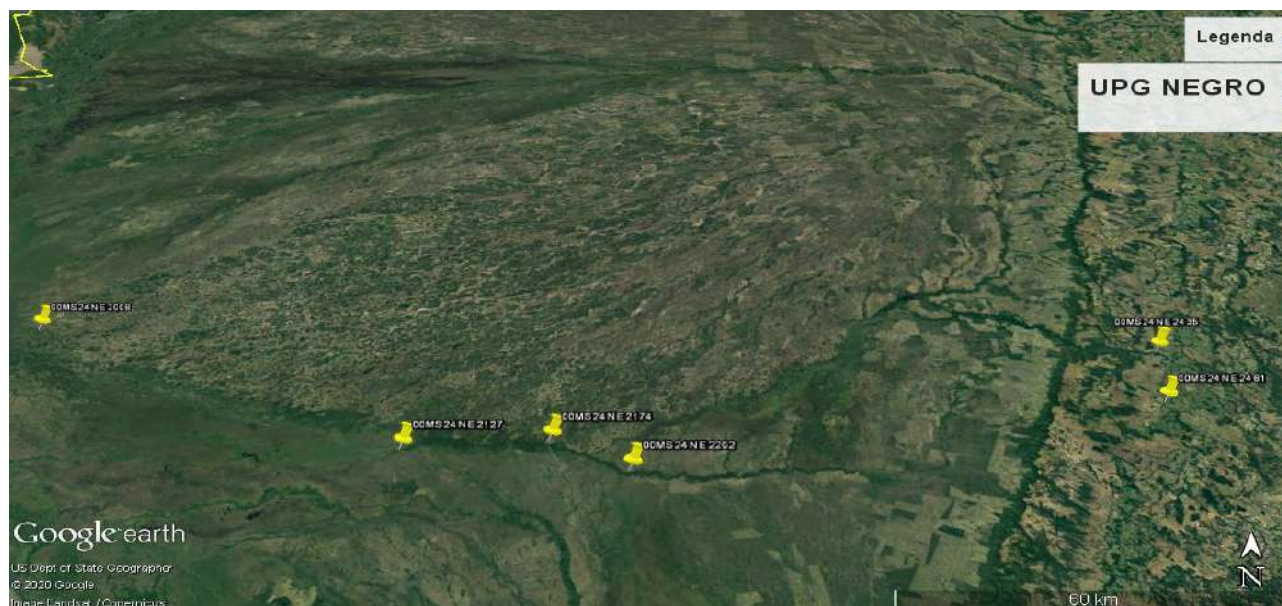 Legenda
UPG NEGRO
00MS24NE2008
00MS24NE2435
00MS24NE2481
00MS24NE2127
00MS24NE2174
00MS24NE2202
Google earth
US Dept of State Geographer
© 2020 Google
Image Landsat / Copernicus
N
60 km